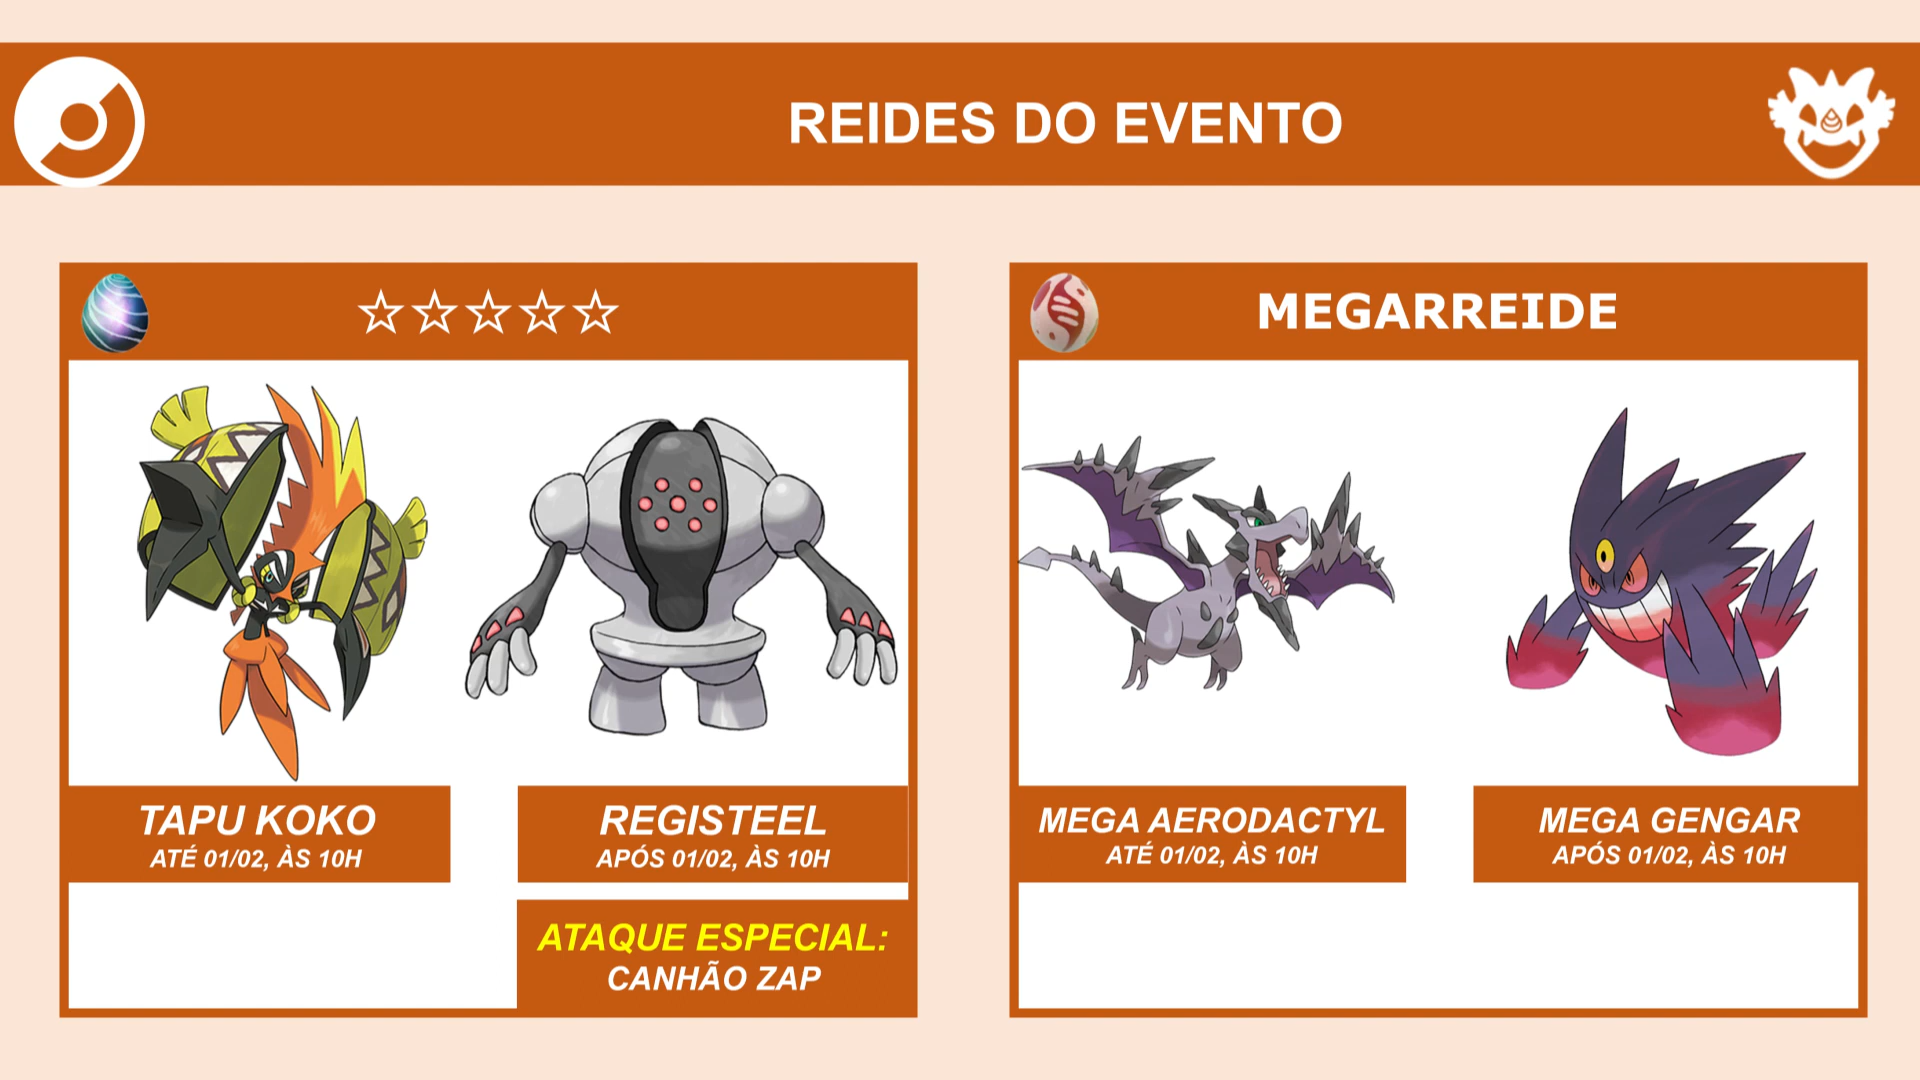 REIDES DO EVENTO
☆☆☆☆☆
TAPU KOKO
ATÉ 01/02, ÀS 10H
REGISTEEL
APÓS 01/02, ÀS 10H
ATAQUE ESPECIAL:
CANHÃO ZAP
MEGARREIDE
MEGA AERODACTYL
ATÉ 01/02, ÀS 10H
MEGA GENGAR
APÓS 01/02, ÀS 10H